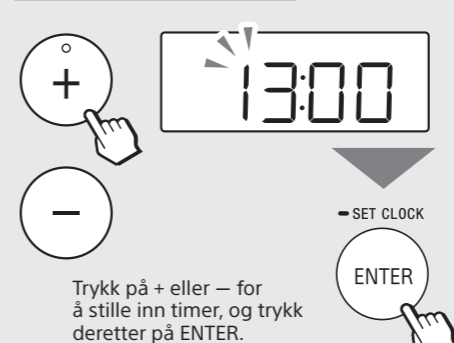 +
13:00
−
− SET CLOCK
ENTER
Trykk på + eller − for
å stille inn timer, og trykk
deretter på ENTER.